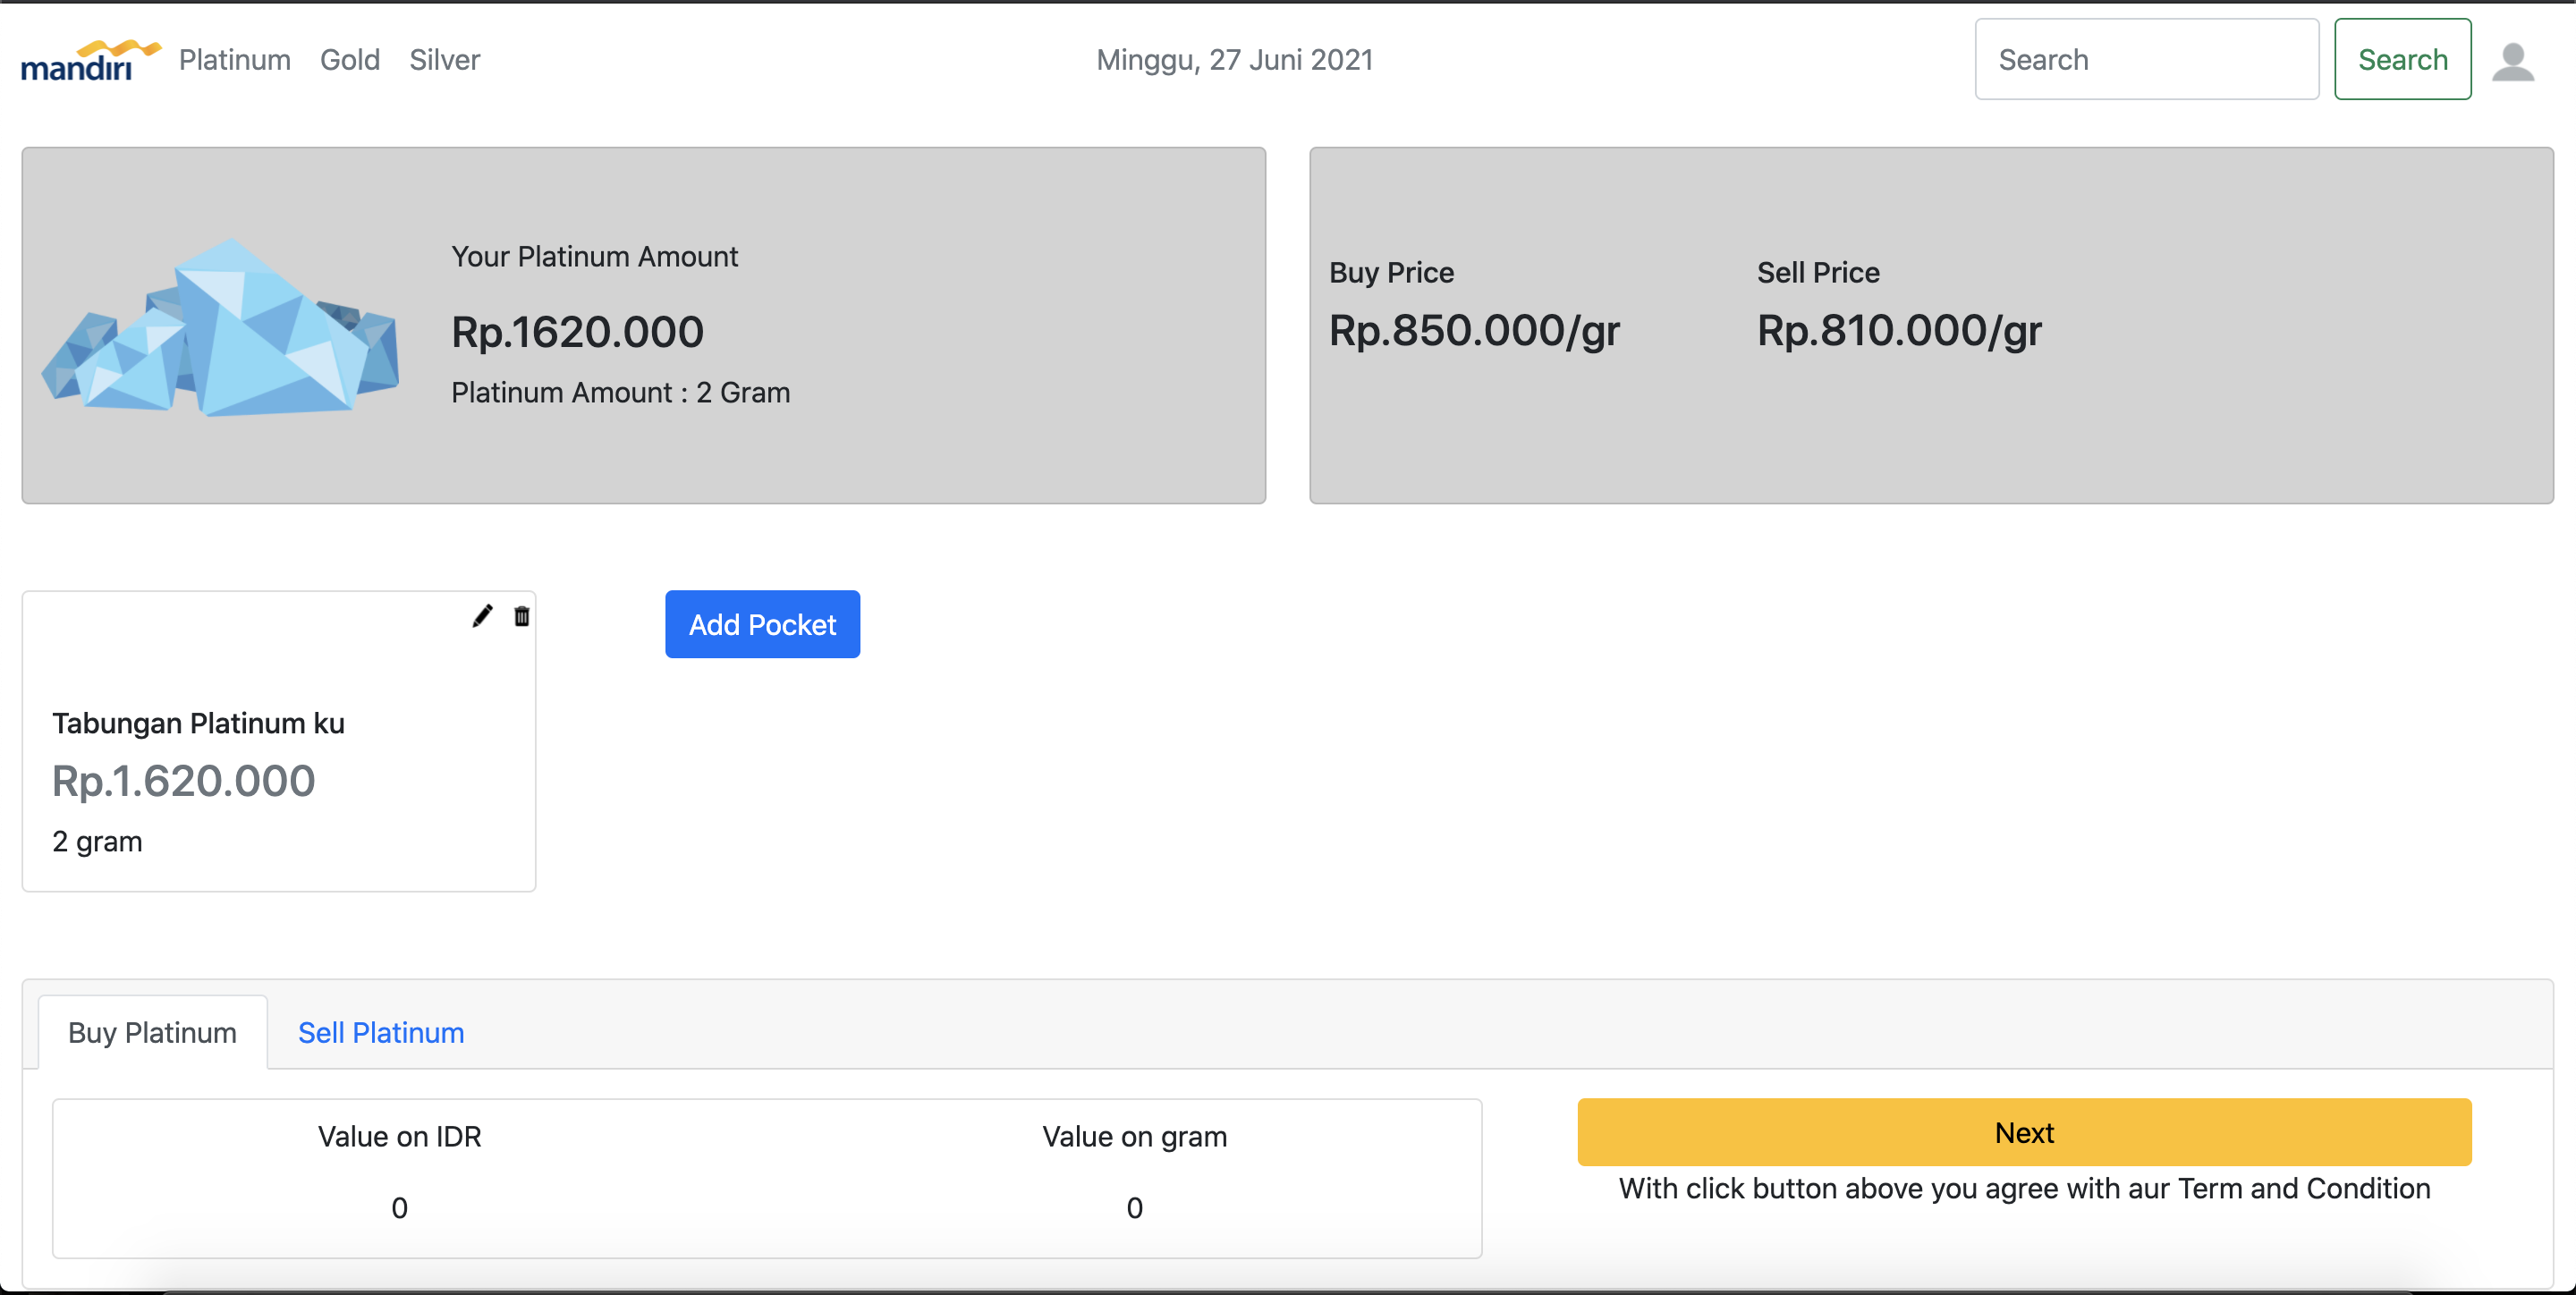 mandiri Platinum Gold Silver Minggu, 27 Juni 2021 Search Search
Your Platinum Amount
Rp.1620.000
Platinum Amount : 2 Gram
Buy Price Sell Price
Rp.850.000/gr Rp.810.000/gr
Add Pocket
Tabungan Platinum ku
Rp.1.620.000
2 gram
Buy Platinum Sell Platinum
Value on IDR Value on gram
0 0
Next
With click button above you agree with aur Term and Condition